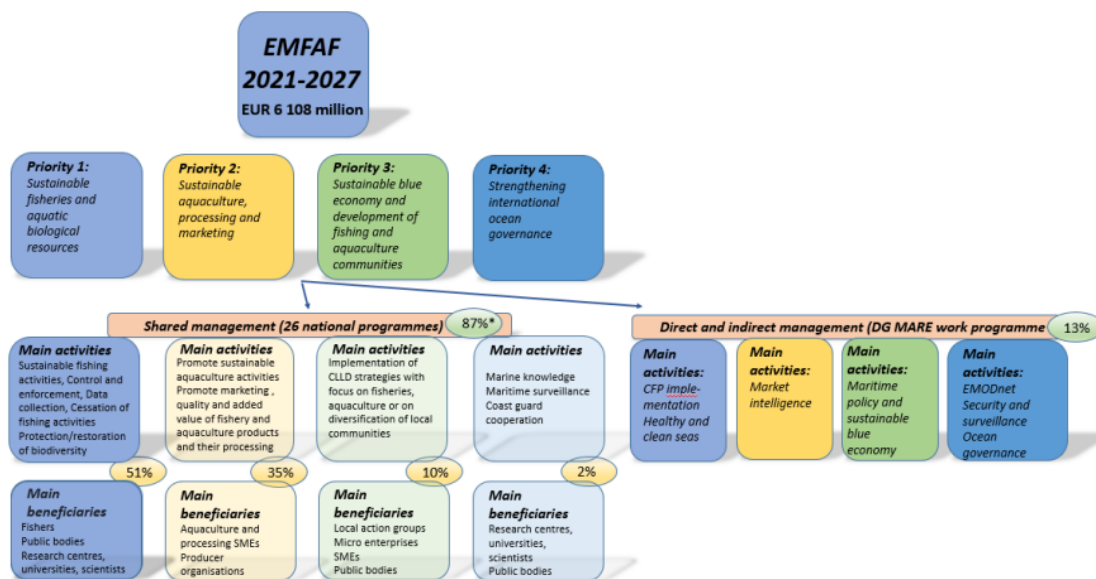 EMFAF
2021-2027
EUR 6 108 million
Priority 1:
Sustainable
fisheries and
aquatic
biological
resources
Priority 2:
Sustainable
aquaculture,
processing and
marketing
Priority 3:
Sustainable blue
economy and
development of
fishing and
aquaculture
communities
Priority 4:
Strengthening
international
ocean
governance
Shared management (26 national programmes)
87%*
Direct and indirect management (DG MARE work programme
13%
Main activities
Sustainable fishing
activities, Control and
enforcement, Data
collection, Cessation of
fishing activities
Protection/restoration
of biodiversity
51%
Main activities
Promote sustainable
aquaculture activities
Promote marketing ,
quality and added
value of fishery and
aquaculture products
and their processing
35%
Main activities
Implementation of
CLLD strategies with
focus on fisheries,
aquaculture or on
diversification of local
communities
10%
Main activities
Marine knowledge
Maritime surveillance
Coast guard
cooperation
2%
Main
activities:
CFP imple-
mentation
Healthy and
clean seas
Main
activities:
Market
intelligence
Main
activities:
Maritime
policy and
sustainable
blue
economy
Main
activities:
EMODnet
Security and
surveillance
Ocean
governance
Main
beneficiaries
Fishers
Public bodies
Research centres,
universities, scientists
Main
beneficiaries
Aquaculture and
processing SMEs
Producer
organisations
Main
beneficiaries
Local action groups
Micro enterprises
SMEs
Public bodies
Main
beneficiaries
Research centres,
universities,
scientists
Public bodies